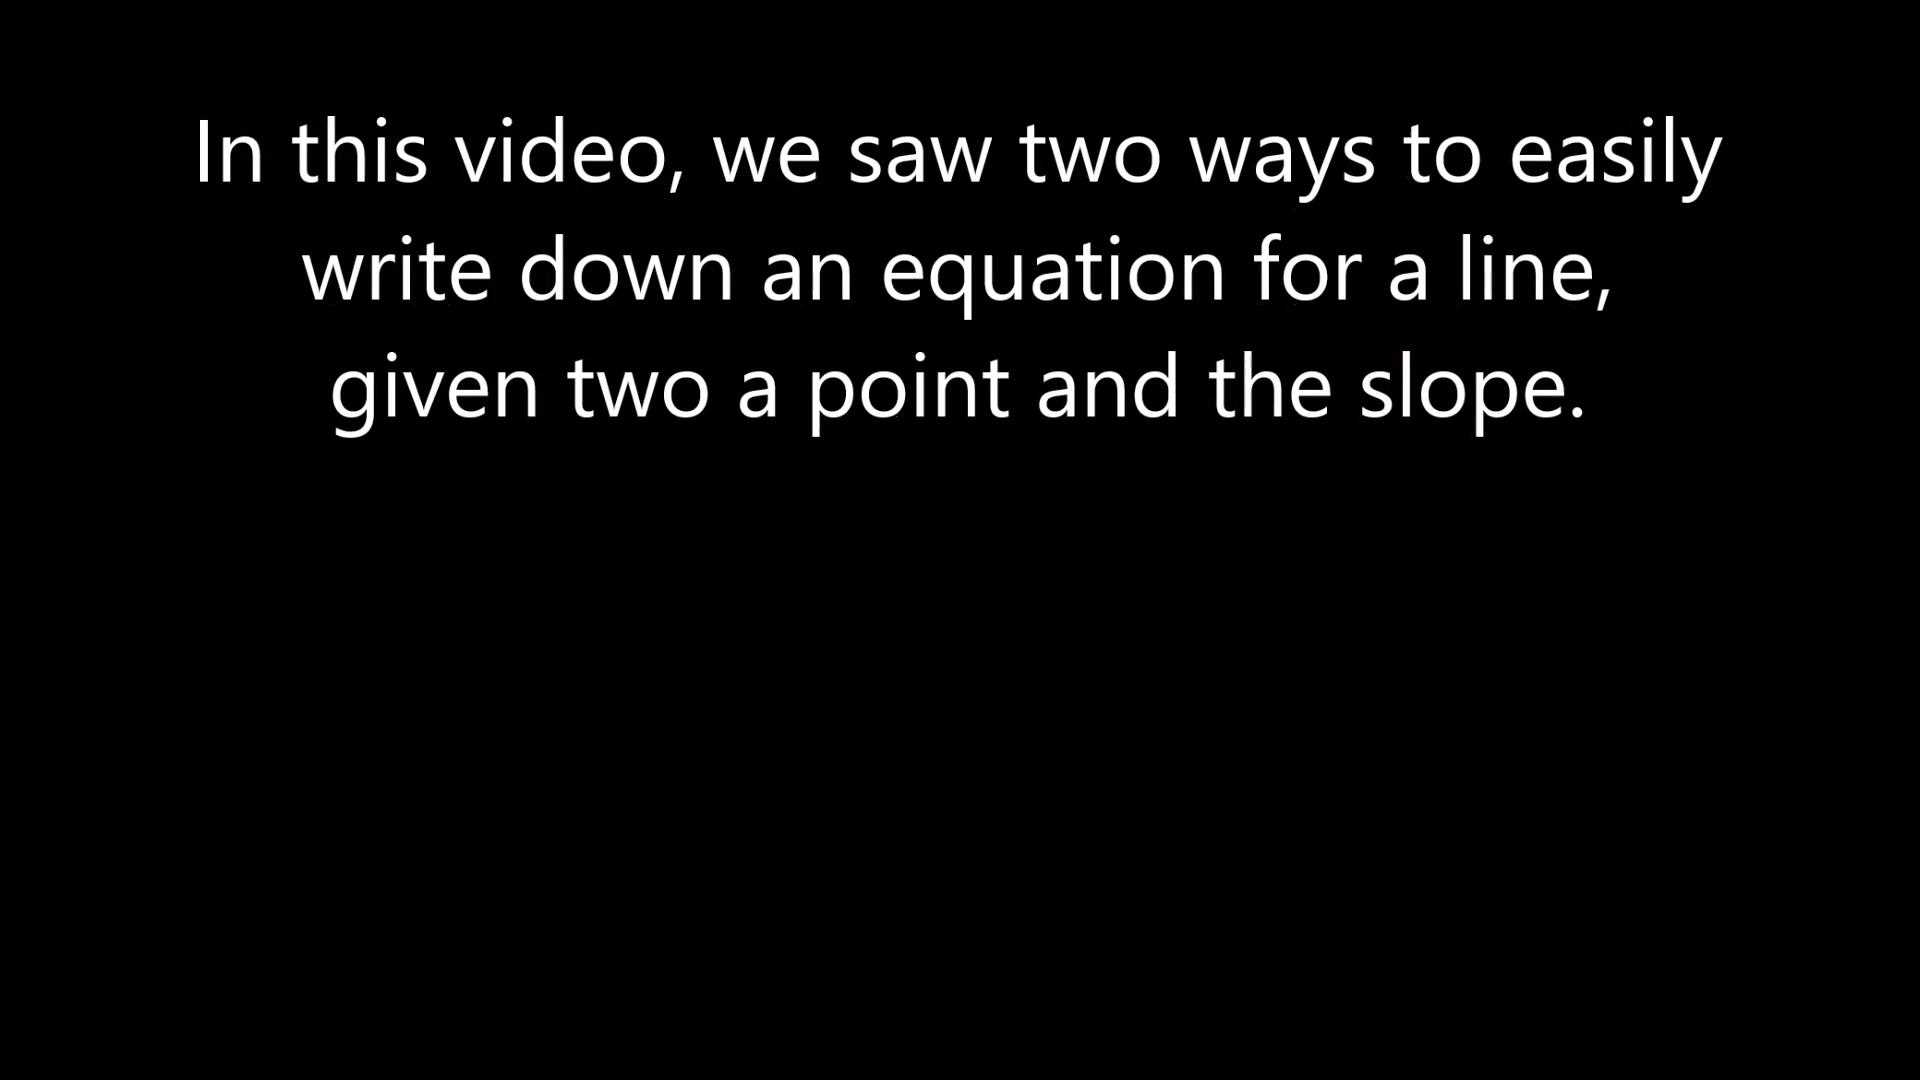 In this video, we saw two ways to easily
write down an equation for a line,
given two a point and the slope.